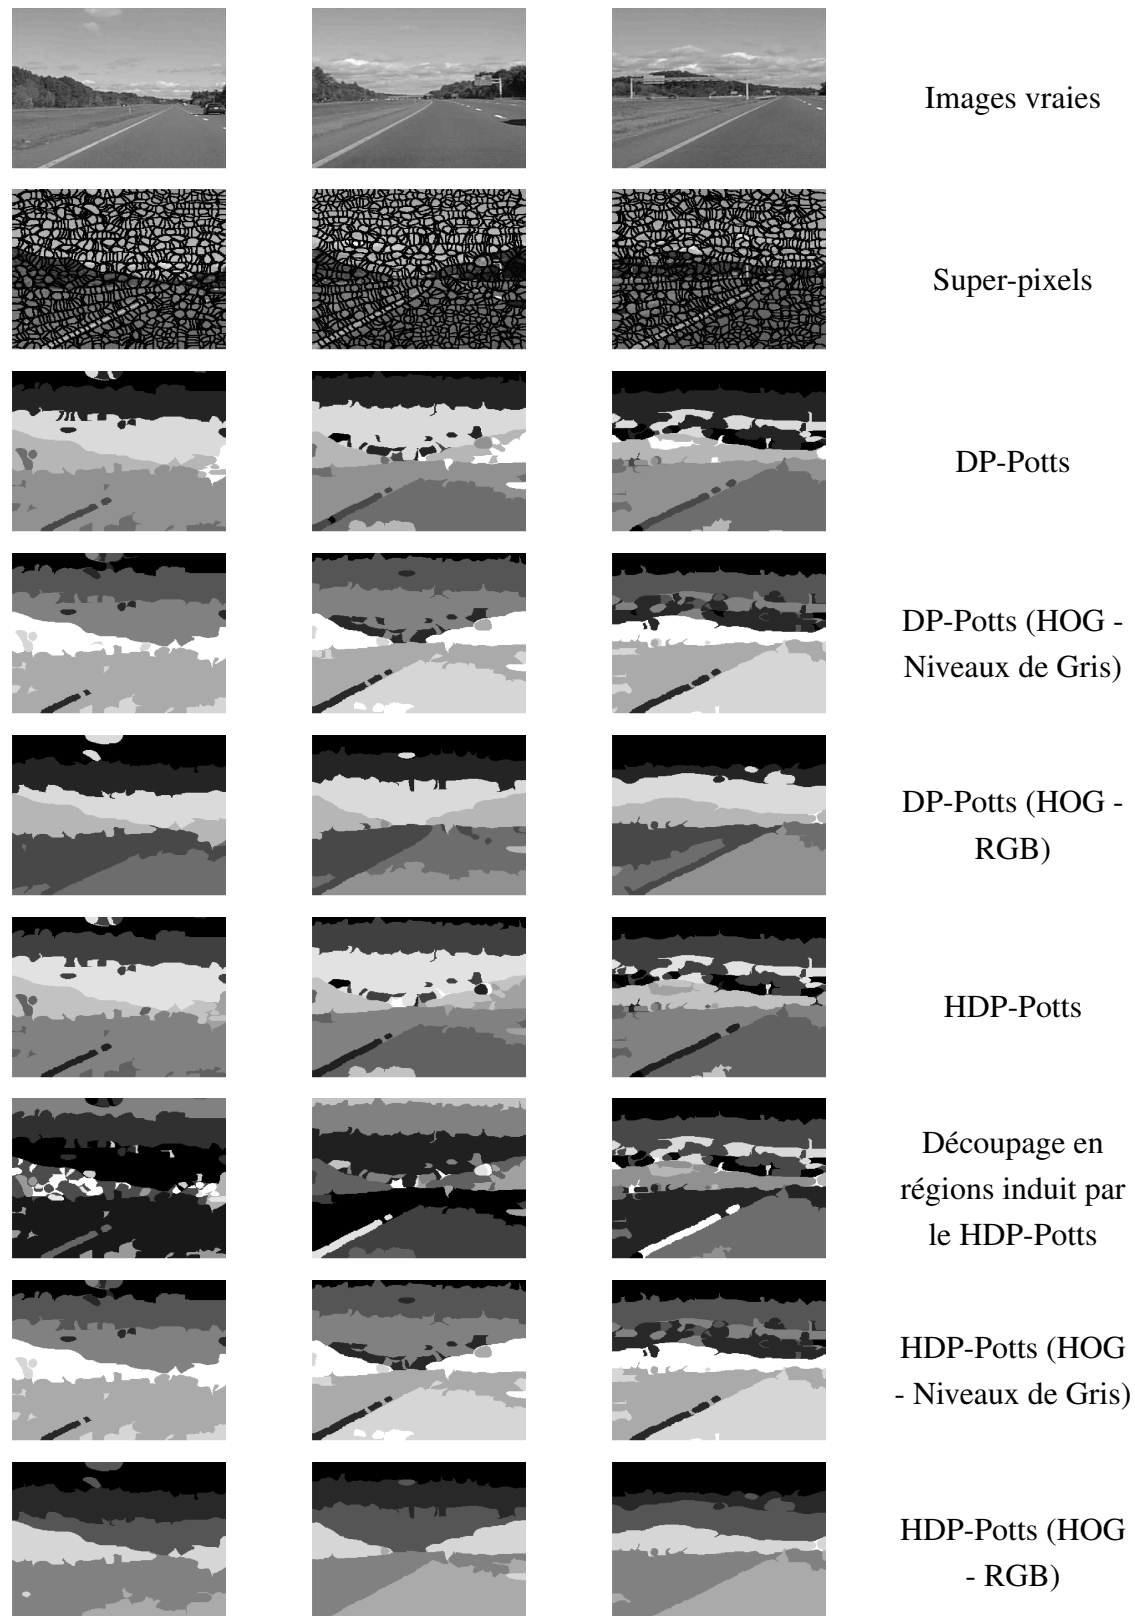 Images vraies
Super-pixels
DP-Potts
DP-Potts (HOG -
Niveaux de Gris)
DP-Potts (HOG -
RGB)
HDP-Potts
Découpage en
régions induit par
le HDP-Potts
HDP-Potts (HOG
- Niveaux de Gris)
HDP-Potts (HOG
- RGB)